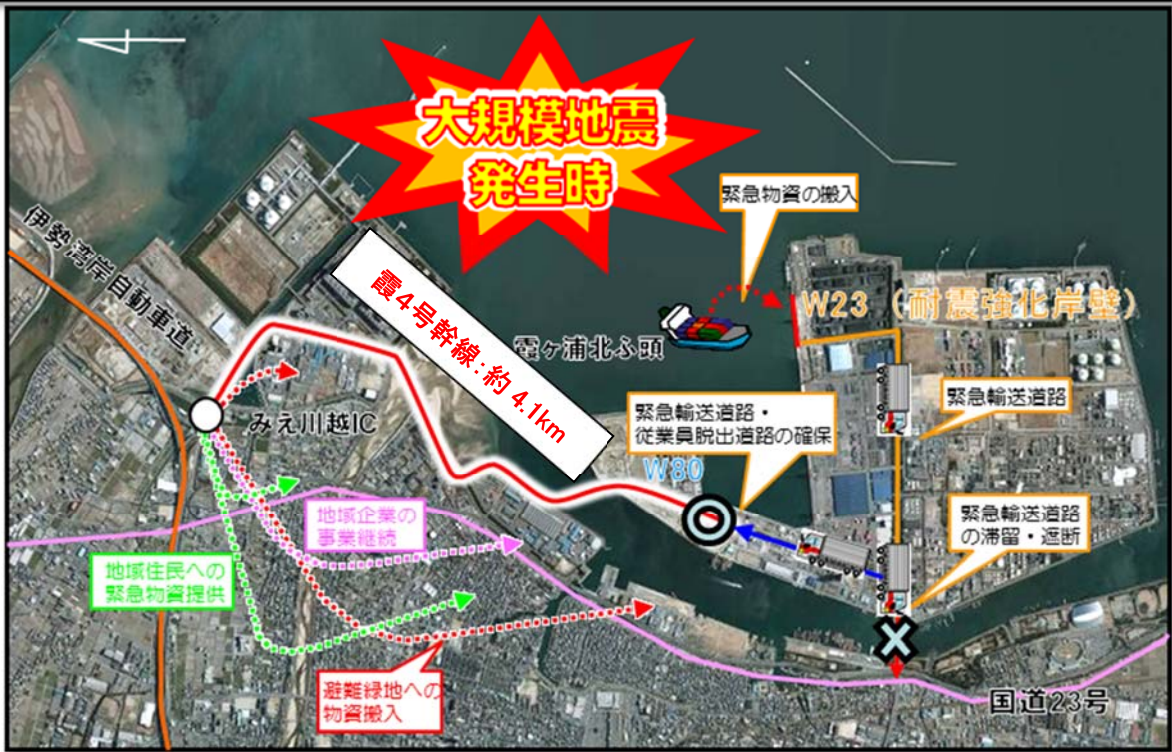 大規模地震
発生時
緊急物資の搬入
伊勢湾岸自動車道
霞4号幹線:約4.1km
W23 (耐震強化岸壁)
霞ヶ浦北ふ頭
みえ川越IC
緊急輸送道路・
従業員脱出道路の確保
W80
緊急輸送道路
地域企業の
事業継続
緊急輸送道路
の滞留・遮断
地域住民への
緊急物資提供
避難緑地への
物資搬入
国道23号